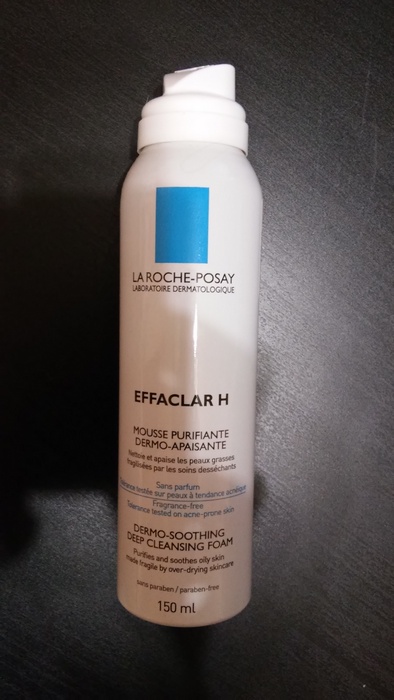 LA ROCHE-POSAY
LABORATOIRE DERMATOLOGIQUE
EFFACLAR H
MOUSSE PURIFIANTE
DERMO-APAISANTE
Nettoie et apaise les peaux grasses
fragilisées par les soins desséchants
Sans parfum
Tolérance testée sur peaux à tendance acnéique
Fragrance-free
Tolerance tested on acne-prone skin
DERMO-SOOTHING
DEEP CLEANSING FOAM
Purifies and soothes oily skin
made fragile by over-drying skincare
sans paraben / paraben-free
150 ml